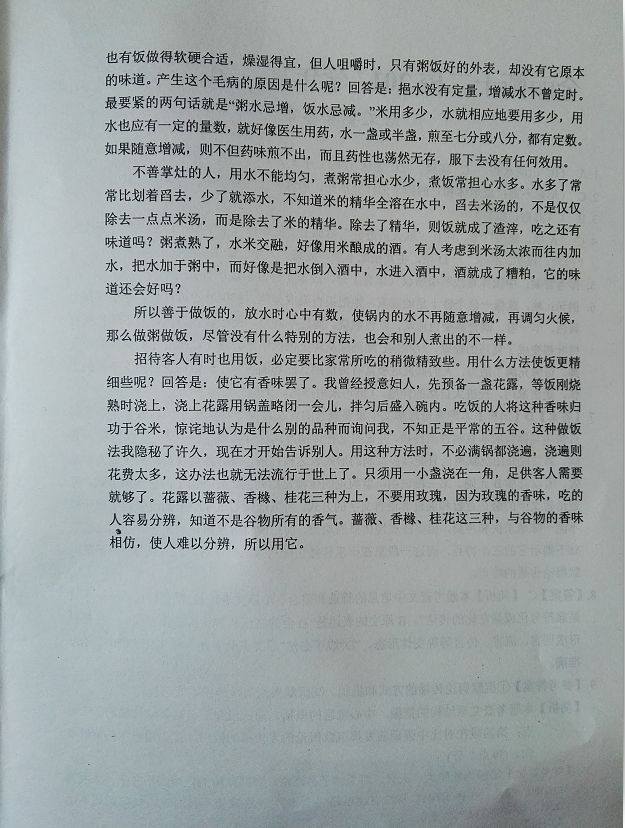 也有饭做得软硬合适，燥湿得宜，但人咀嚼时，只有粥饭好的外表，却没有它原本
的味道。产生这个毛病的原因是什么呢？回答是：挹水没有定量，增减水不曾定时。
最要紧的两句话就是“粥水忌增，饭水忌减。”米用多少，水就相应地要用多少，用
水也应有一定的量数，就好像医生用药，水一盏或半盏，煎至七分或八分，都有定数。
如果随意增减，则不但药味煎不出，而且药性也荡然无存，服下去没有任何效用。
不善掌灶的人，用水不能均匀，煮粥常担心水少，煮饭常担心水多。水多了常
常比划着舀去，少了就添水，不知道米的精华全溶在水中，舀去米汤的，不是仅仅
除去一点点米汤，而是除去了米的精华。除去了精华，则饭就成了渣滓，吃之还有
味道吗？粥煮熟了，水米交融，好像用米酿成的酒。有人考虑到米汤太浓而往内加
水，把水加于粥中，而好像是把水倒入酒中，水进入酒中，酒就成了糟粕，它的味
道还会好吗？
所以善于做饭的，放水时心中有数，使锅内的水不再随意增减，再调匀火候，
那么做粥做饭，尽管没有什么特别的方法，也会和别人煮出的不一样。
招待客人有时也用饭，必定要比家常所吃的稍微精致些。用什么方法使饭更精
细些呢？回答是：使它有香味罢了。我曾经授意妇人，先预备一盏花露，等饭刚烧
熟时浇上，浇上花露用锅盖略闭一会儿，拌匀后盛入碗内。吃饭的人将这种香味归
功于谷米，惊诧地认为是什么别的品种而询问我，不知正是平常的五谷。这种做饭
法我隐秘了许久，现在才开始告诉别人。用这种方法时，不必满锅都浇遍，浇遍则
花费太多，这办法也就无法流行于世上了。只须用一小盏浇在一角，足供客人需要
就够了。花露以蔷薇、香橼、桂花三种为上，不要用玫瑰，因为玫瑰的香味，吃的
人容易分辨，知道不是谷物所有的香气。蔷薇、香橼、桂花这三种，与谷物的香味
相仿，使人难以分辨，所以用它。